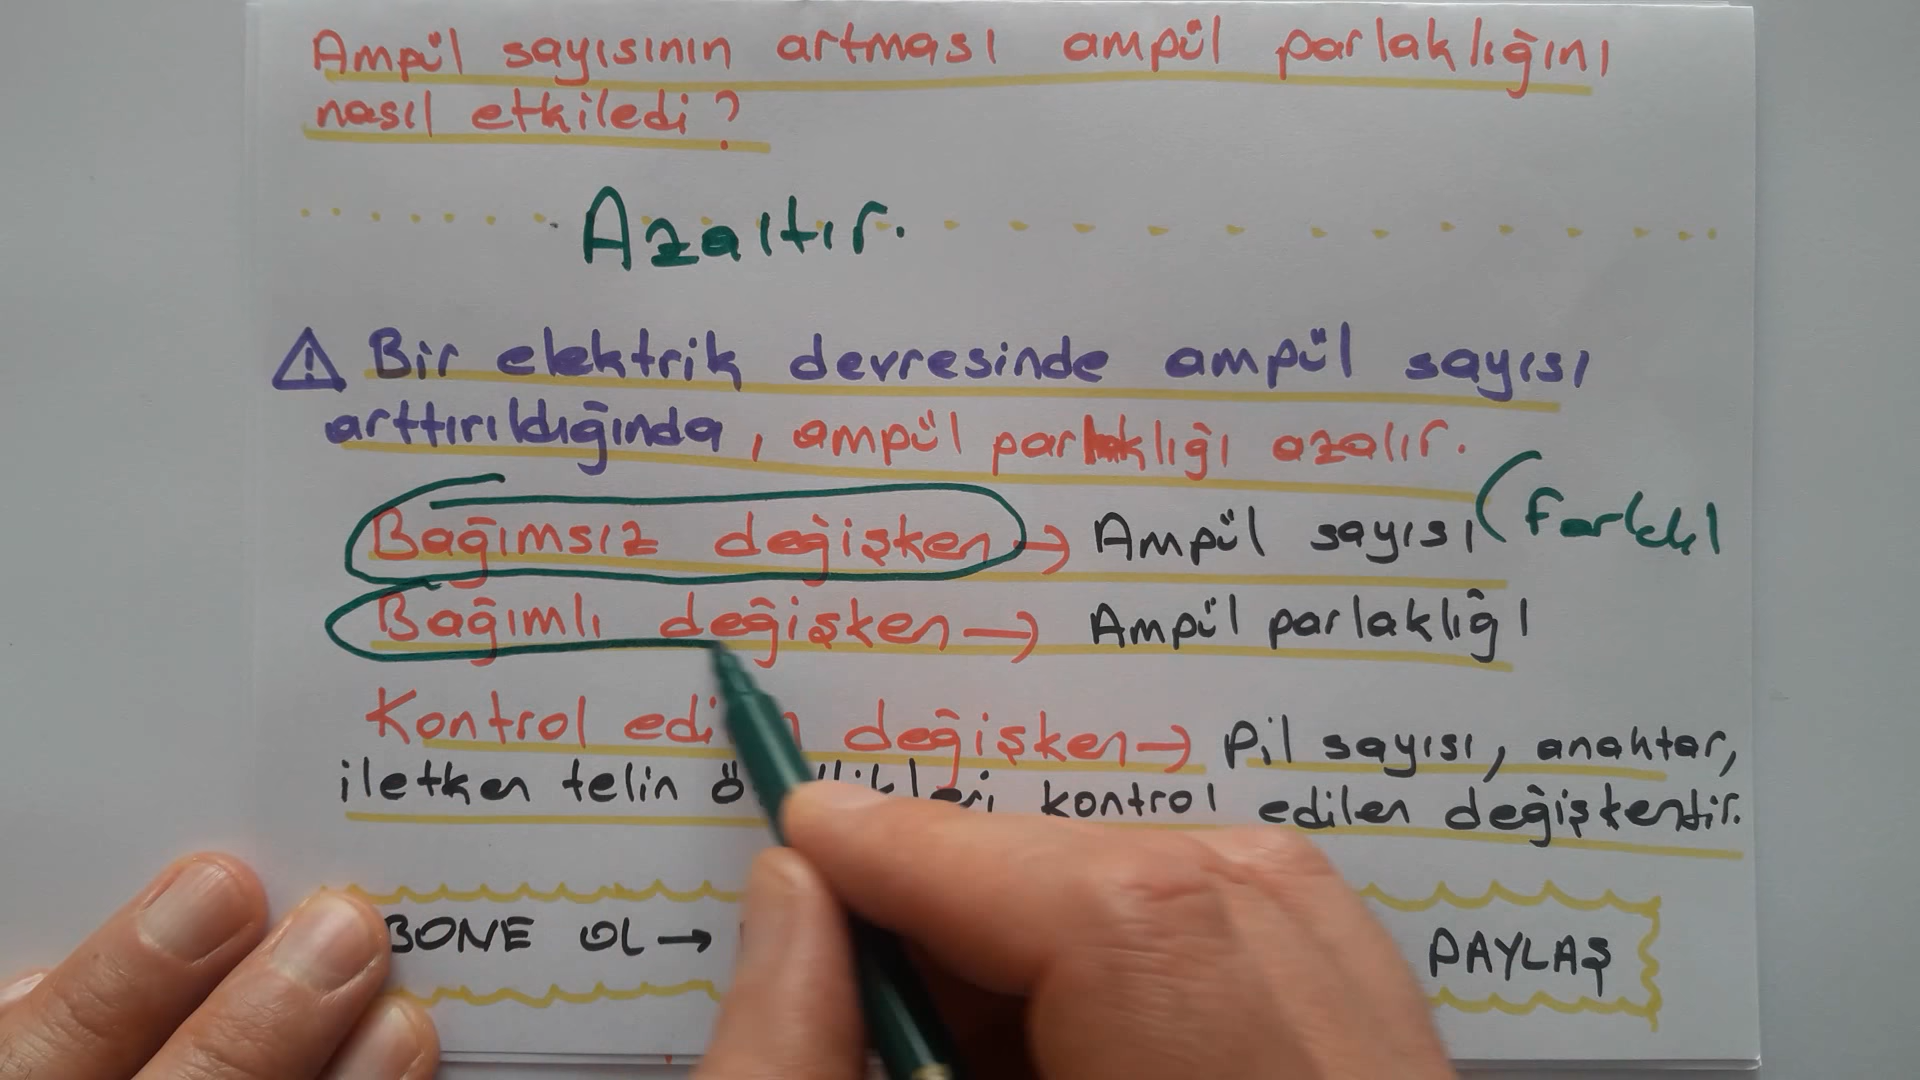 Ampül sayısının artması ampül parlaklığını
nasıl etkiledi?
Azaltır.
Bir elektrik devresinde ampül sayısı
arttırıldığında, ampül parlaklığı azalır.
Bağımsız değişken → Ampül sayısı (Farklı
Bağımlı değişken → Ampül parlaklığı
Kontrol değişken → Pil sayısı, anahtar,
iletken telin kontrol edilen değişkendir.
BONE OL →
PAYLAŞ